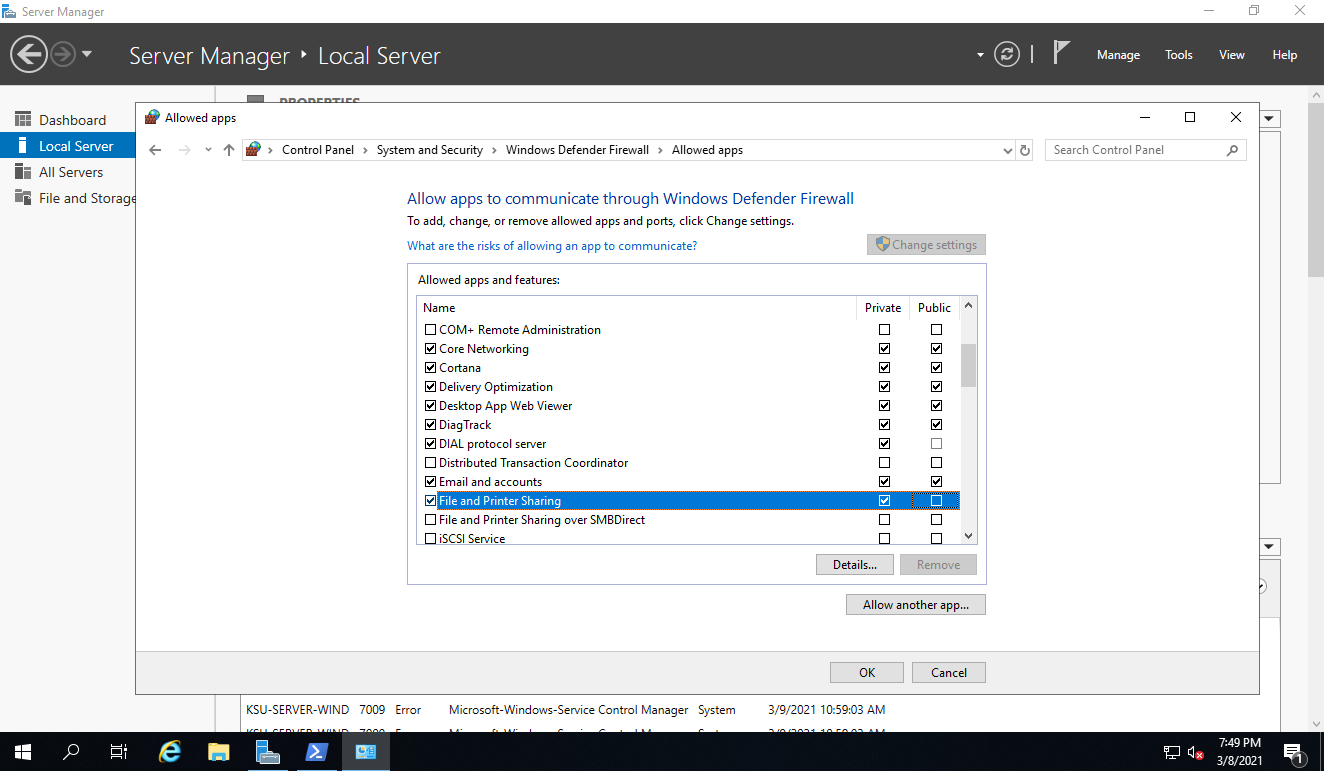 Server Manager
Server Manager Local Server
Manage Tools View Help
Dashboard
Local Server
All Servers
File and Storage
PROPERTIES
Allowed apps
Control Panel System and Security Windows Defender Firewall Allowed apps
Search Control Panel
Allow apps to communicate through Windows Defender Firewall
To add, change, or remove allowed apps and ports, click Change settings.
What are the risks of allowing an app to communicate?
Change settings
Allowed apps and features:
Name Private Public
COM+ Remote Administration
Core Networking
Cortana
Delivery Optimization
Desktop App Web Viewer
DiagTrack
DIAL protocol server
Distributed Transaction Coordinator
Email and accounts
File and Printer Sharing
File and Printer Sharing over SMBDirect
iSCSI Service
Details... Remove
Allow another app...
OK Cancel
KSU-SERVER-WIND 7009 Error Microsoft-Windows-Service Control Manager System 3/9/2021 10:59:03 AM
7:49 PM
3/8/2021
1